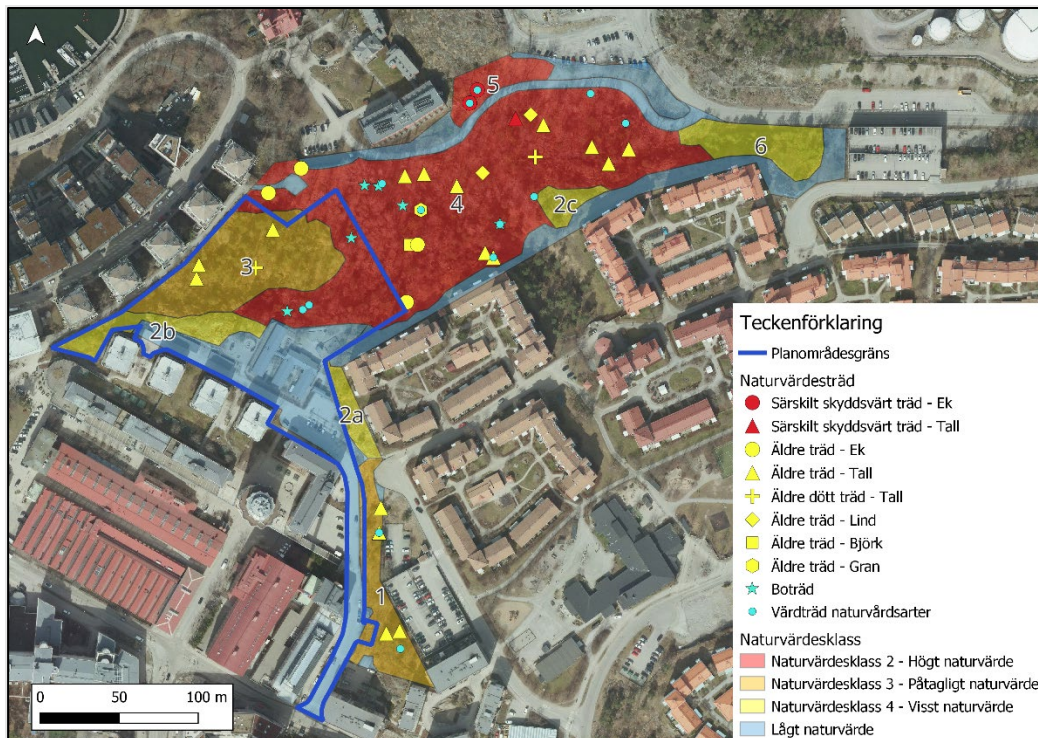 5
6
4
2c
3
2b
2a
1
0 50 100 m
Teckenförklaring
Planområdesgräns
Naturvärdesträd
Särskilt skyddsvärt träd - Ek
Särskilt skyddsvärt träd - Tall
Äldre träd - Ek
Äldre träd - Tall
Äldre dött träd - Tall
Äldre träd - Lind
Äldre träd - Björk
Äldre träd - Gran
Boträd
Värdträd naturvårdsarter
Naturvärdesklass
Naturvärdesklass 2 - Högt naturvärde
Naturvärdesklass 3 - Påtagligt naturvärde
Naturvärdesklass 4 - Visst naturvärde
Lågt naturvärde